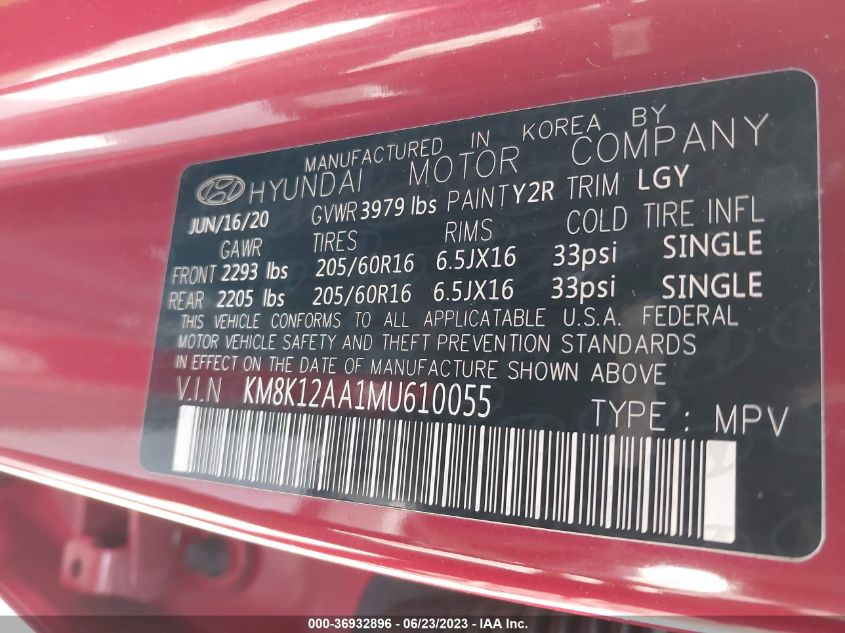 MANUFACTURED IN KOREA BY
HYUNDAI MOTOR COMPANY
JUN/16/20 GVWR 3979 lbs PAINT Y2R TRIM LGY
GAWR TIRES RIMS COLD TIRE INFL
FRONT 2293 lbs 205/60R16 6.5JX16 33psi SINGLE
REAR 2205 lbs 205/60R16 6.5JX16 33psi SINGLE
THIS VEHICLE CONFORMS TO ALL APPLICATABLE U.S.A. FEDERAL
MOTOR VEHICLE SAFETY AND THEFT PREVENTION STANDARDS
IN EFFECT ON THE DATE OF MANUFACTURE SHOWN ABOVE
V.I.N KM8K12AA1MU610055
TYPE : MPV
000-36932896 - 06/23/2023 - IAA Inc.